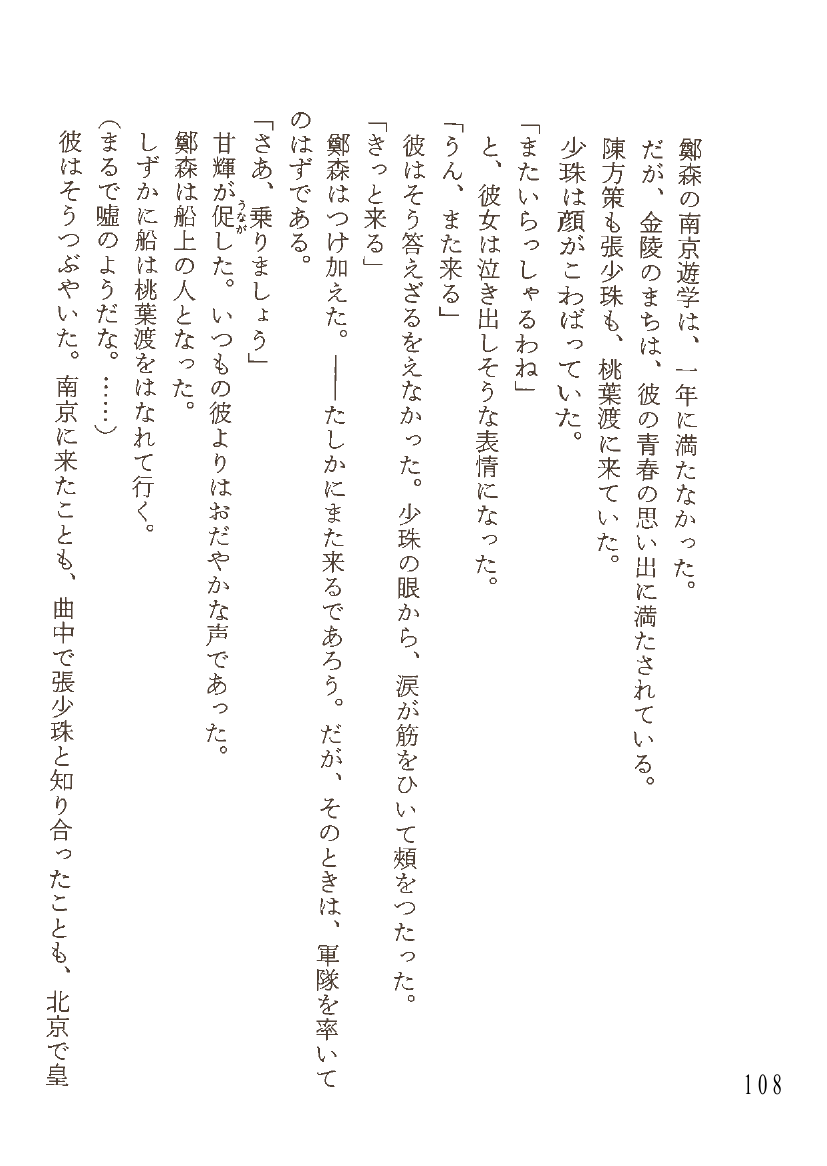 鄭森の南京遊学は、一年に満たなかった。
だが、金陵のまちは、彼の青春の思い出に満たされている。
陳方策も張少珠も、桃葉渡に来ていた。
少珠は顔がこわばっていた。
「またいらっしゃるわね」
と、彼女は泣き出しそうな表情になった。
「うん、また来る」
彼はそう答えざるをえなかった。少珠の眼から、涙が筋をひいて頰をつたった。
「きっと来る」
鄭森はつけ加えた。――たしかにまた来るであろう。だが、そのときは、軍隊を率いて
のはずである。
「さあ、乗りましょう」
甘輝が促した。いつもの彼よりはおだやかな声であった。
うなが
鄭森は船上の人となった。
しずかに船は桃葉渡をはなれて行く。
(まるで嘘のようだな。……)
彼はそうつぶやいた。南京に来たことも、曲中で張少珠と知り合ったことも、北京で皇
108